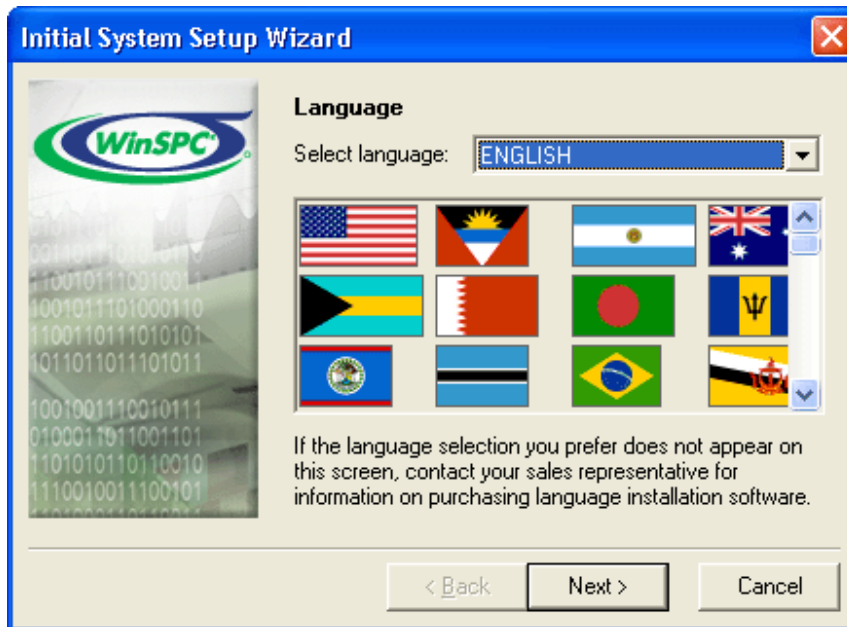 Initial System Setup Wizard
WinSPC
Language
Select language: ENGLISH
If the language selection you prefer does not appear on
this screen, contact your sales representative for
information on purchasing language installation software.
< Back Next > Cancel